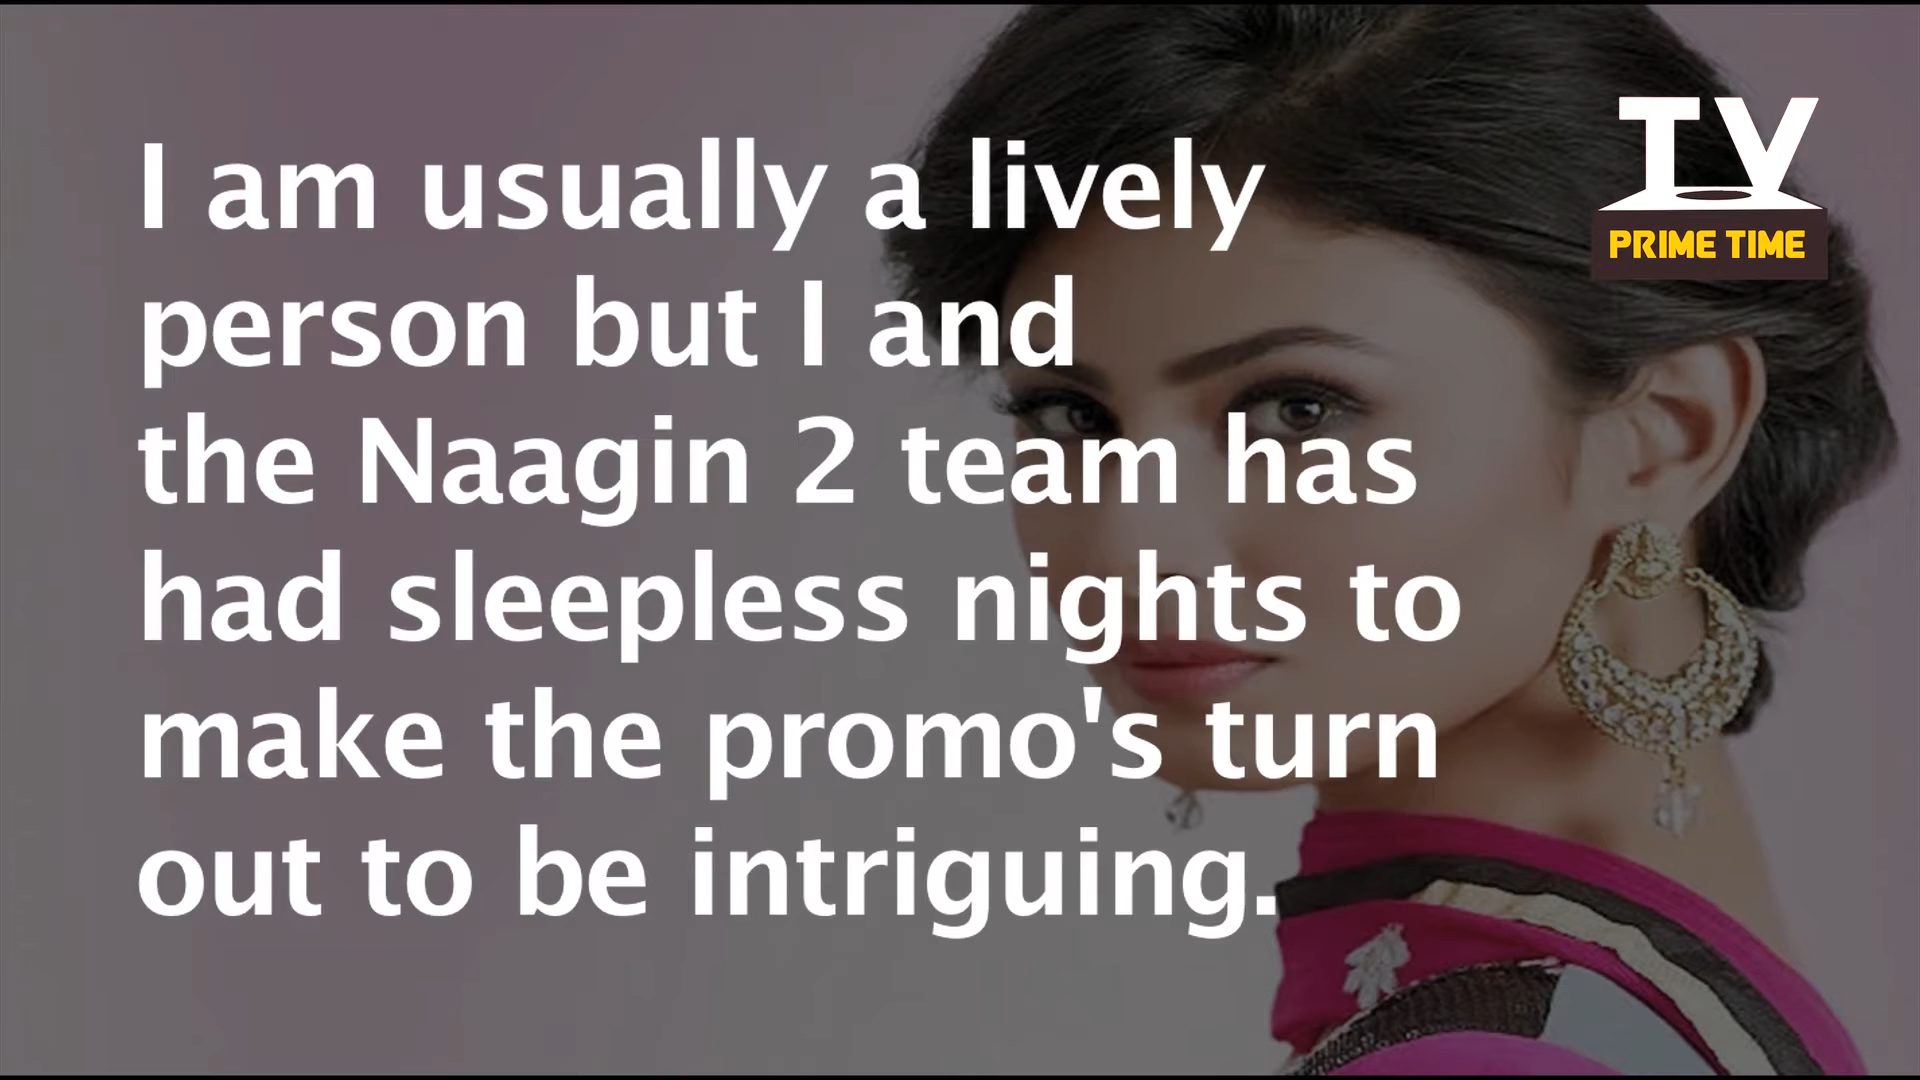 I am usually a lively
person but I and
the Naagin 2 team has
had sleepless nights to
make the promo's turn
out to be intriguing.
TV
PRIME TIME